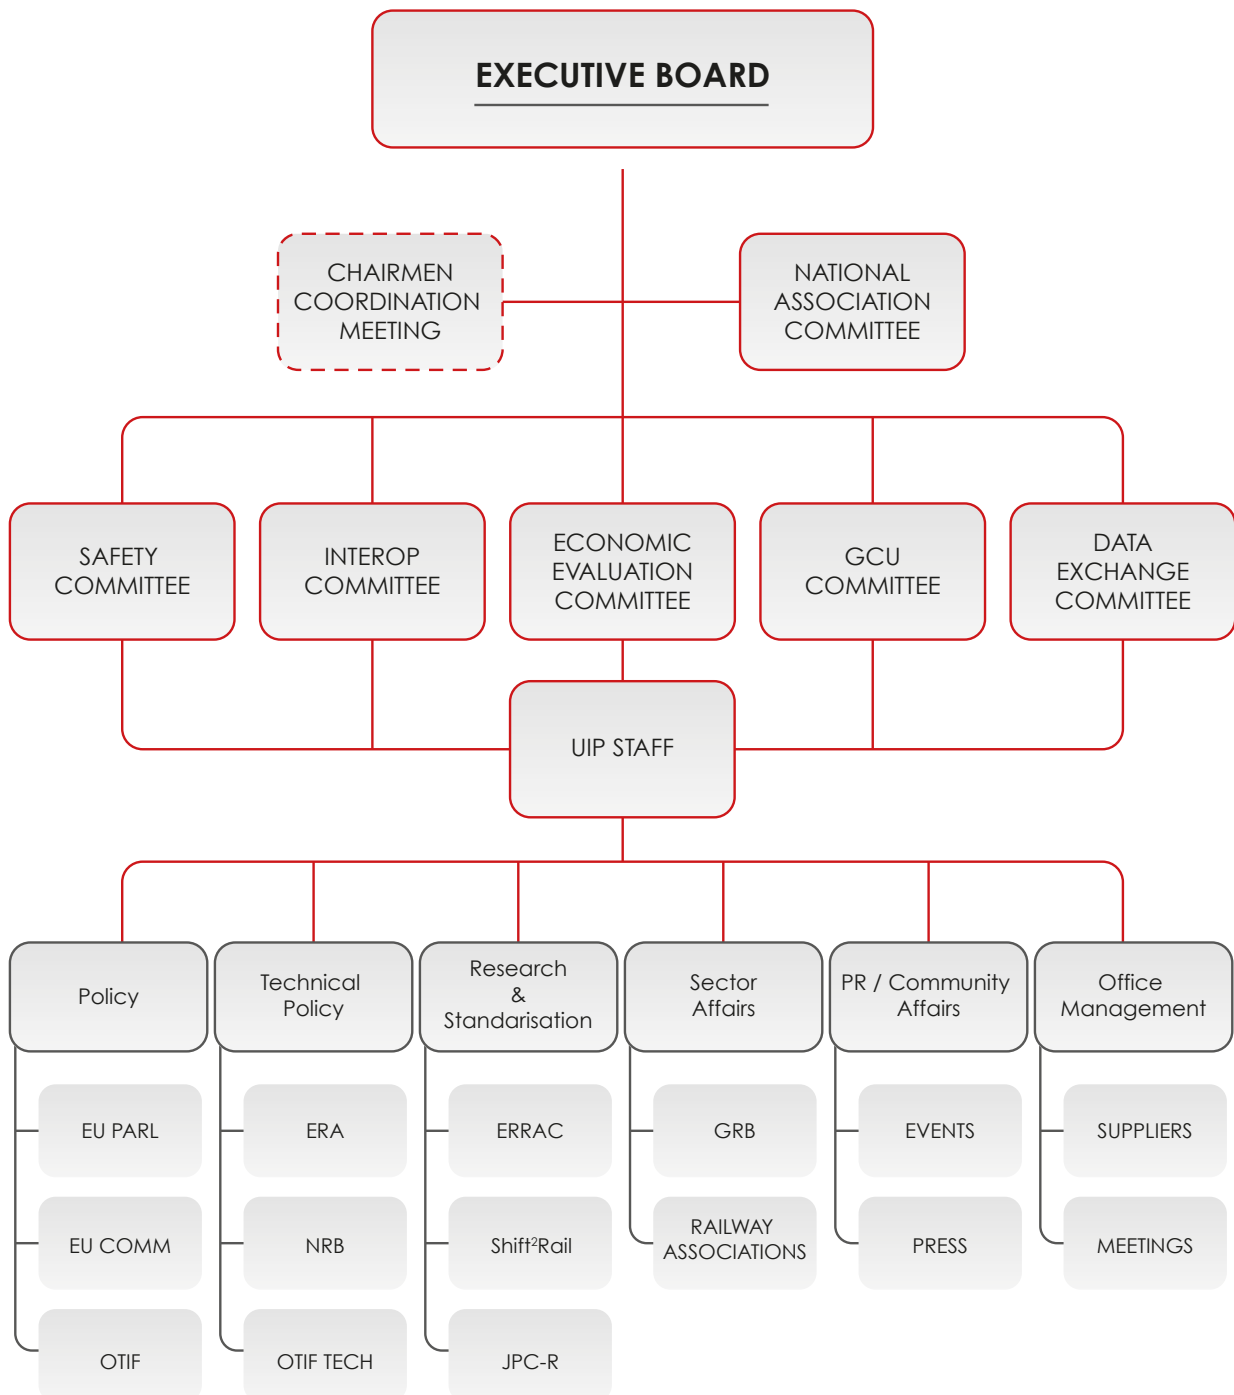 EXECUTIVE BOARD
CHAIRMEN
COORDINATION
MEETING
NATIONAL
ASSOCIATION
COMMITTEE
SAFETY
COMMITTEE
INTEROP
COMMITTEE
ECONOMIC
EVALUATION
COMMITTEE
GCU
COMMITTEE
DATA
EXCHANGE
COMMITTEE
UIP STAFF
Policy
Technical
Policy
Research
&
Standarisation
Sector
Affairs
PR / Community
Affairs
Office
Management
EU PARL
ERA
ERRAC
GRB
EVENTS
SUPPLIERS
EU COMM
NRB
Shift²Rail
RAILWAY
ASSOCIATIONS
PRESS
MEETINGS
OTIF
OTIF TECH
JPC-R